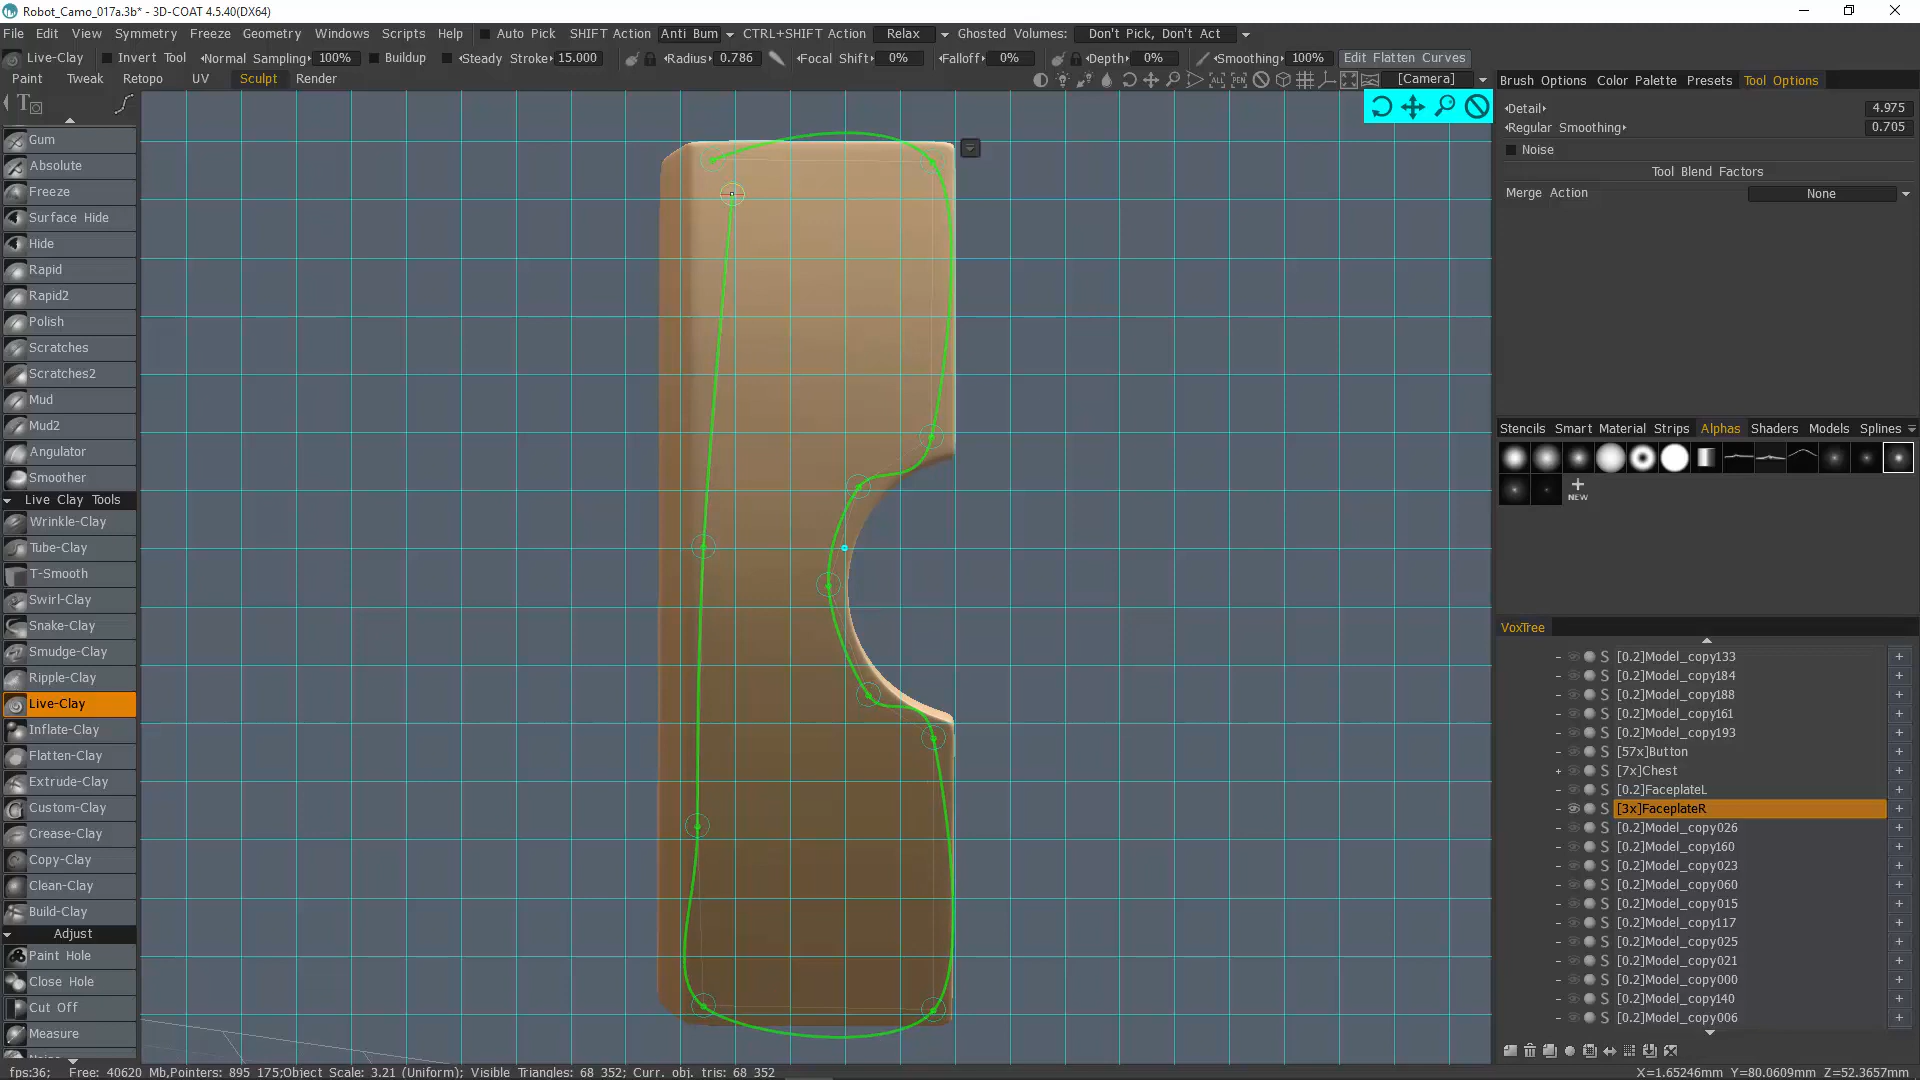 Robot_Camo_017a.3b* - 3D-COAT 4.5.40(DX64)
File Edit View Symmetry Freeze Geometry Windows Scripts Help Auto Pick SHIFT Action Anti Bum CTRL+SHIFT Action Relax Ghosted Volumes: Don't Pick, Don't Act
Live-Clay Invert Tool Normal Sampling 100% Buildup Steady Stroke 15.000 Radius 0.786 Focal Shift 0% Falloff 0% Depth 0% Smoothing 100% Edit Flatten Curves
Paint Tweak Retopo UV Sculpt Render [Camera] Brush Options Color Palette Presets Tool Options
T
Gum
Absolute
Freeze
Surface Hide
Hide
Rapid
Rapid2
Polish
Scratches
Scratches2
Mud
Mud2
Angulator
Smoother
Live Clay Tools
Wrinkle-Clay
Tube-Clay
T-Smooth
Swirl-Clay
Snake-Clay
Smudge-Clay
Ripple-Clay
Live-Clay
Inflate-Clay
Flatten-Clay
Extrude-Clay
Custom-Clay
Crease-Clay
Copy-Clay
Clean-Clay
Build-Clay
Adjust
Paint Hole
Close Hole
Cut Off
Measure
Detail 4.975
Regular Smoothing 0.705
Noise
Tool Blend Factors
Merge Action None
Stencils Smart Material Strips Alphas Shaders Models Splines
NEW
VoxTree
S [0.2]Model_copy133 +
S [0.2]Model_copy184 +
S [0.2]Model_copy188 +
S [0.2]Model_copy161 +
S [0.2]Model_copy193 +
S [57x]Button +
S [7x]Chest +
S [0.2]FaceplateL +
S [3x]FaceplateR +
S [0.2]Model_copy026 +
S [0.2]Model_copy160 +
S [0.2]Model_copy023 +
S [0.2]Model_copy060 +
S [0.2]Model_copy015 +
S [0.2]Model_copy117 +
S [0.2]Model_copy025 +
S [0.2]Model_copy021 +
S [0.2]Model_copy000 +
S [0.2]Model_copy140 +
S [0.2]Model_copy006 +
fps:36; Free: 40620 Mb,Pointers: 895 175;Object Scale: 3.21 (Uniform); Visible Triangles: 68 352; Curr. obj. tris: 68 352 X=1.65246mm Y=80.0609mm Z=52.3657mm